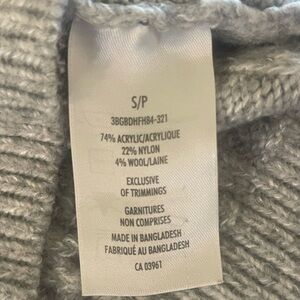 S/P
3BGBDHFH84-321
74% ACRYLIC/ACRYLIQUE
22% NYLON
4% WOOL/LAINE
EXCLUSIVE
OF TRIMMINGS
GARNITURES
NON COMPRISES
MADE IN BANGLADESH
FABRIQUÉ AU BANGLADESH
CA 03961